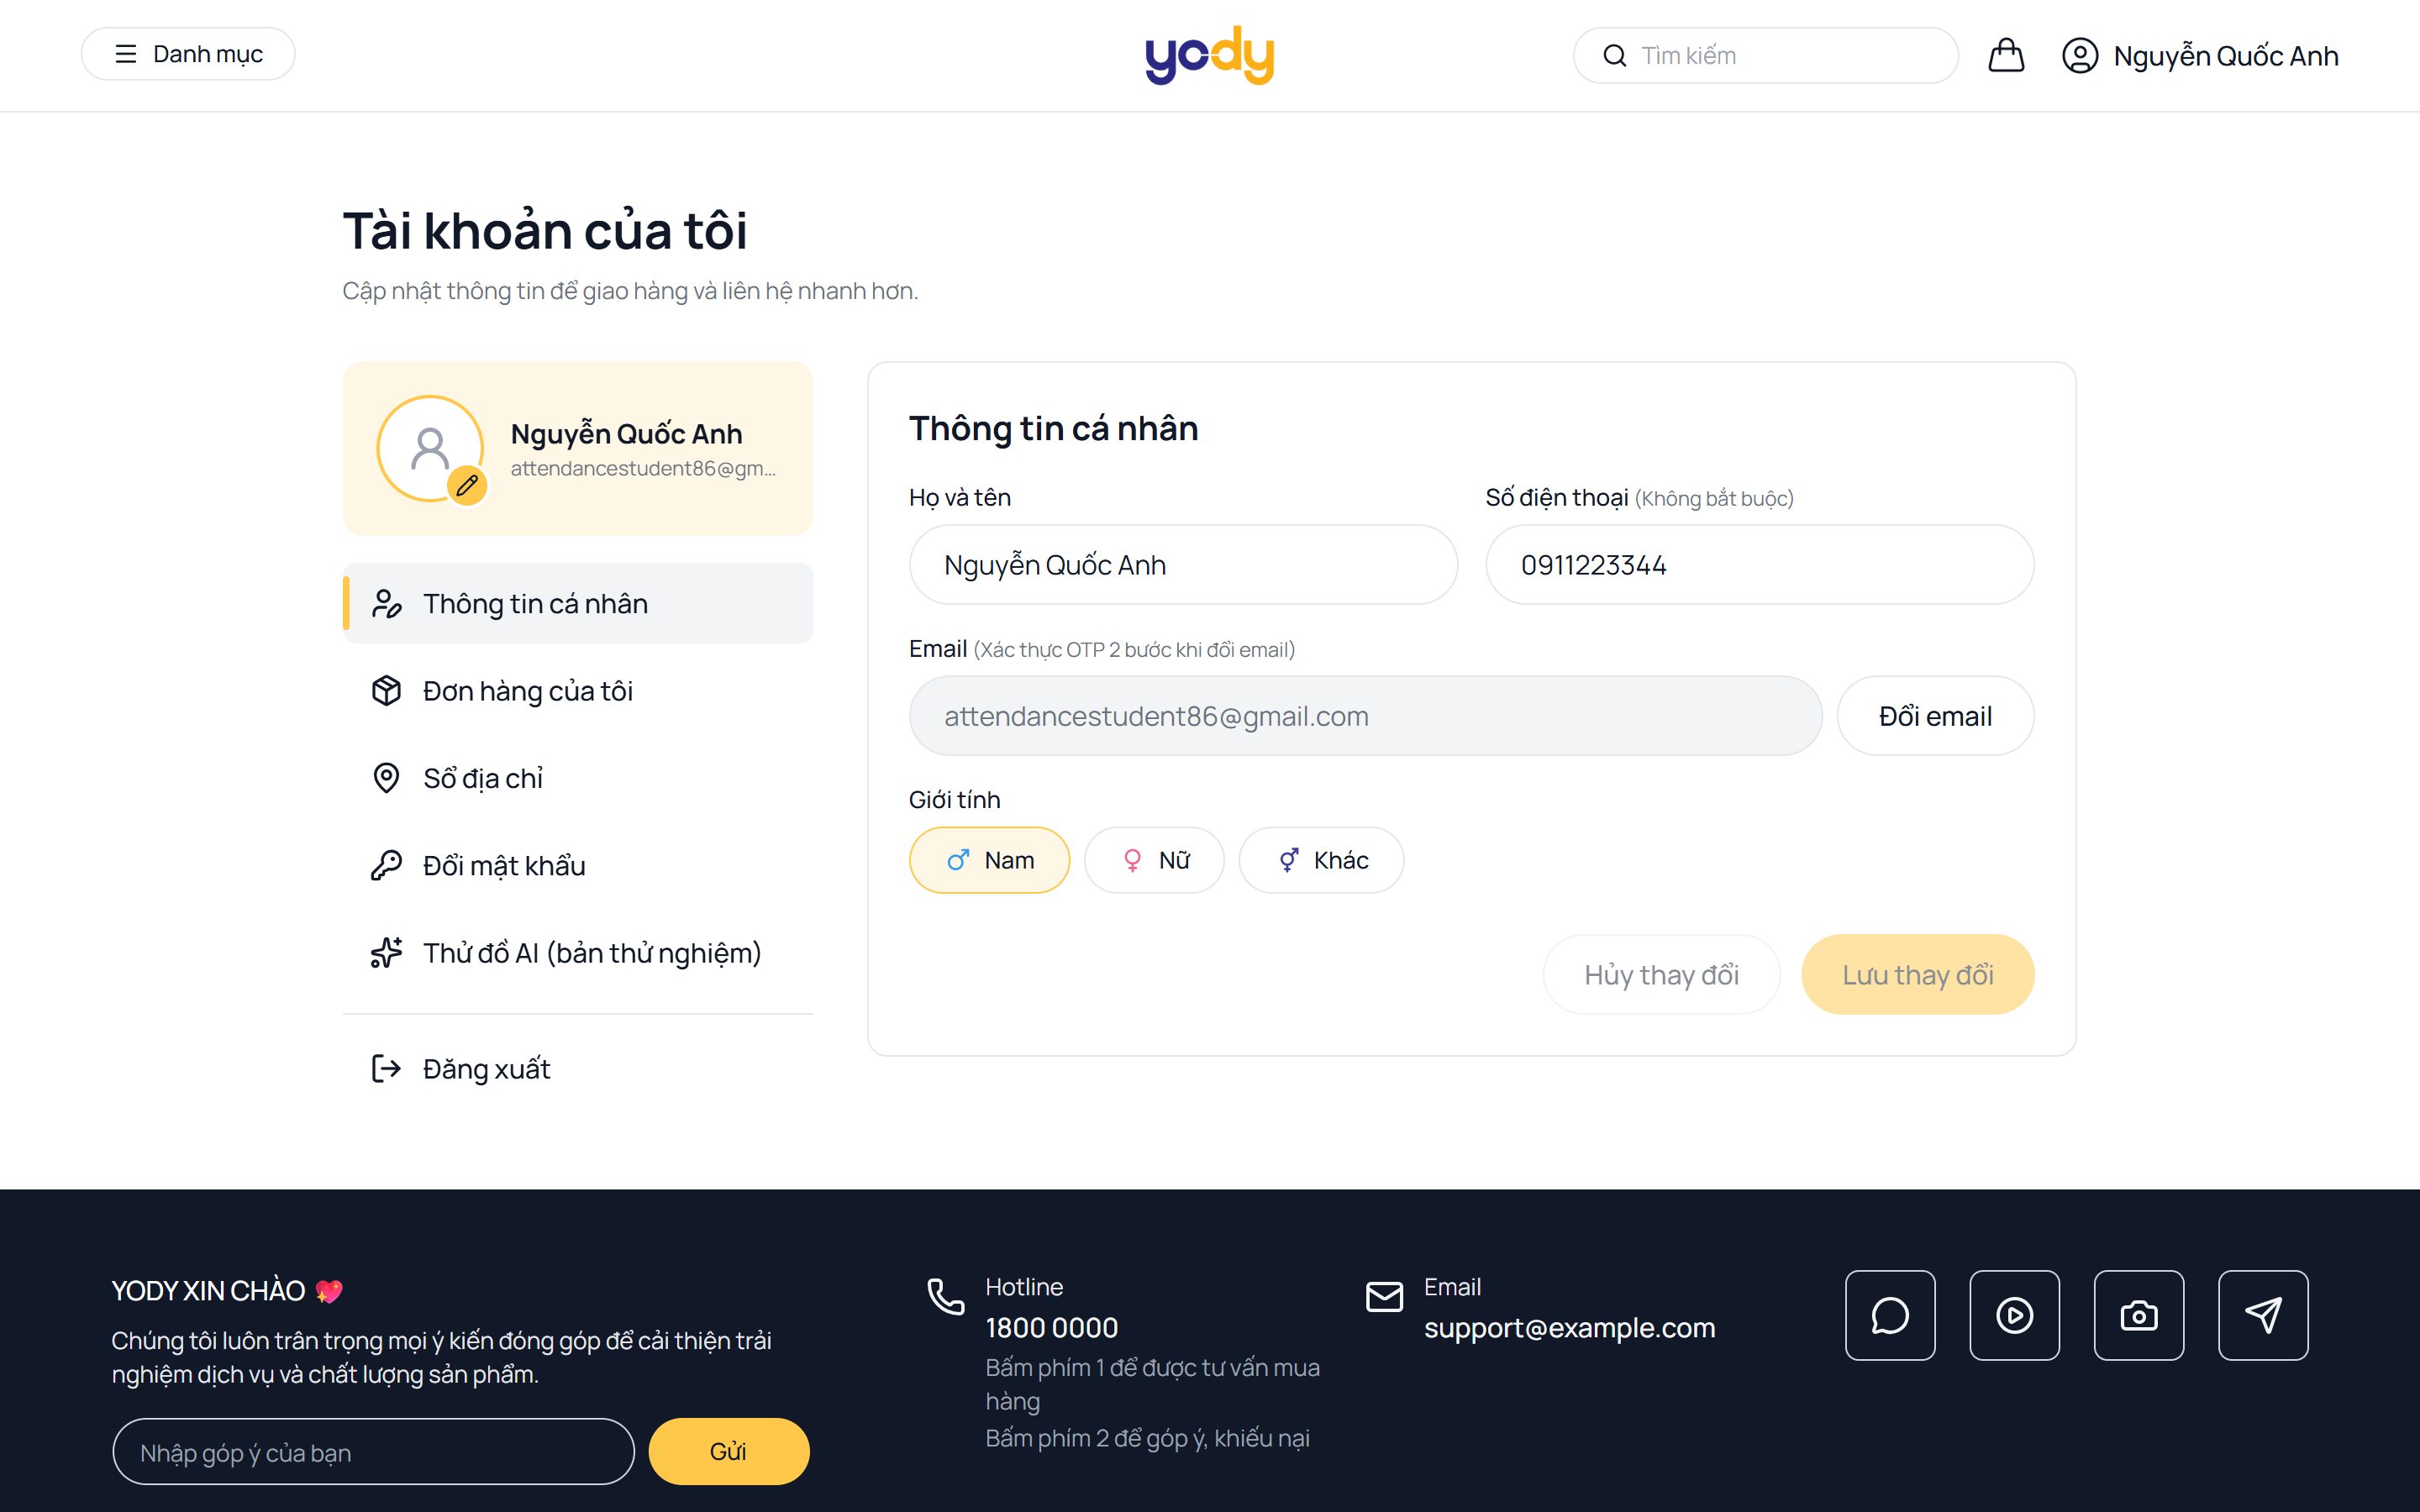 Danh mục
yody
Tìm kiếm
Nguyễn Quốc Anh
Tài khoản của tôi
Cập nhật thông tin để giao hàng và liên hệ nhanh hơn.
Nguyễn Quốc Anh
attendancestudent86@gm...
Thông tin cá nhân
Đơn hàng của tôi
Sổ địa chỉ
Đổi mật khẩu
Thử đồ AI (bản thử nghiệm)
Đăng xuất
Thông tin cá nhân
Họ và tên
Nguyễn Quốc Anh
Số điện thoại (Không bắt buộc)
0911223344
Email (Xác thực OTP 2 bước khi đổi email)
attendancestudent86@gmail.com
Đổi email
Giới tính
Nam
Nữ
Khác
Hủy thay đổi
Lưu thay đổi
YODY XIN CHÀO 💖
Chúng tôi luôn trân trọng mọi ý kiến đóng góp để cải thiện trải
nghiệm dịch vụ và chất lượng sản phẩm.
Nhập góp ý của bạn
Gửi
Hotline
1800 0000
Bấm phím 1 để được tư vấn mua
hàng
Bấm phím 2 để góp ý, khiếu nại
Email
support@example.com